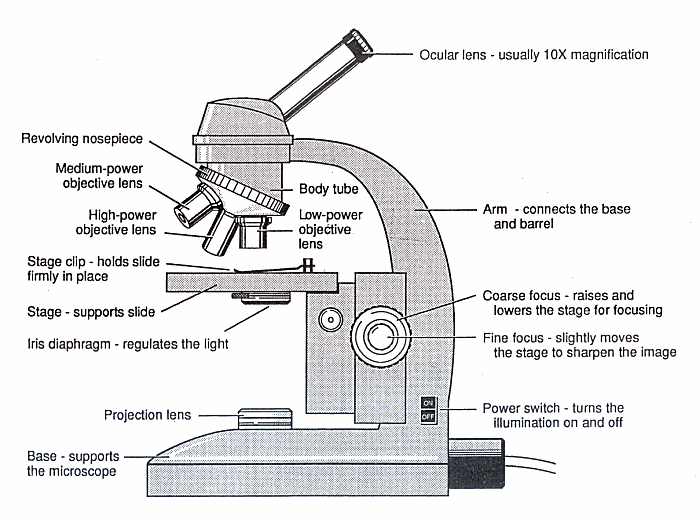 Ocular lens - usually 10X magnification
Revolving nosepiece
Medium-power
objective lens
Body tube
High-power
objective lens
Low-power
objective
lens
Arm - connects the base
and barrel
Stage clip - holds slide
firmly in place
Stage - supports slide
Iris diaphragm - regulates the light
Coarse focus - raises and
lowers the stage for focusing
Fine focus - slightly moves
the stage to sharpen the image
ON
OFF
Power switch - turns the
illumination on and off
Projection lens
Base - supports
the microscope